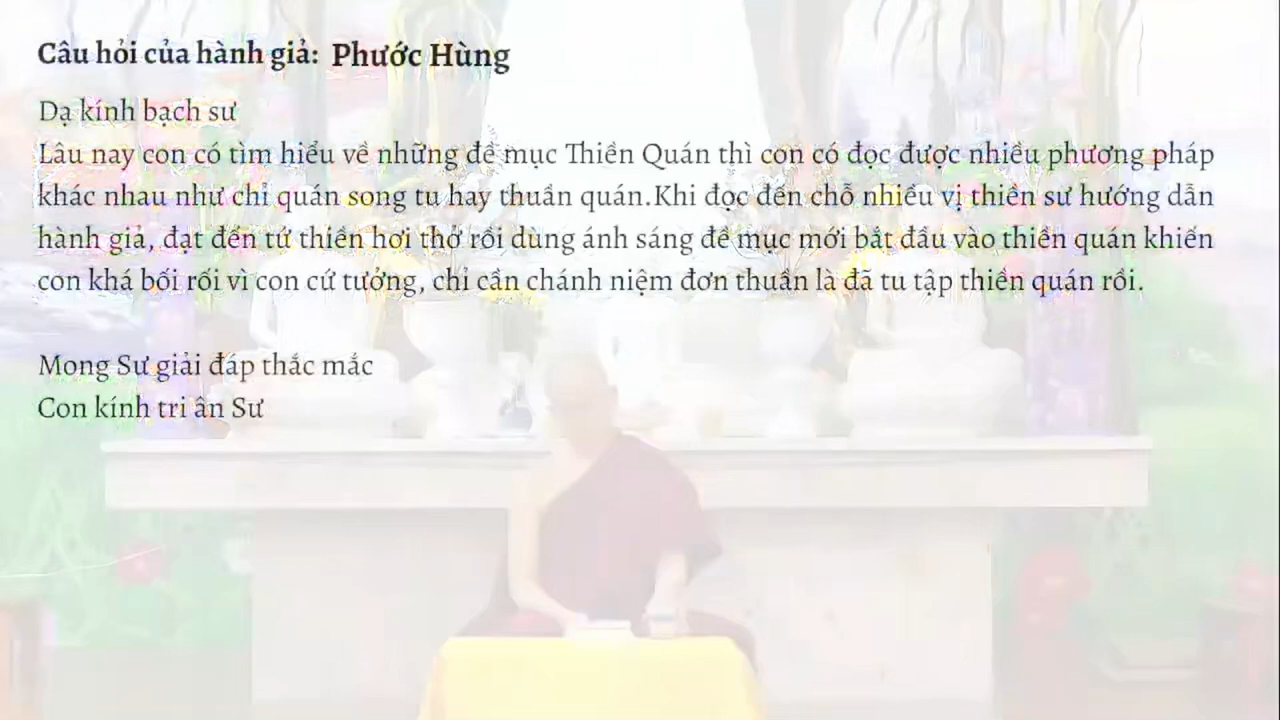 Câu hỏi của hành giả: Phước Hùng
Dạ kính bạch sư
Lâu nay con có tìm hiểu về những đề mục Thiền Quán thì con có đọc được nhiều phương pháp
khác nhau như chỉ quán song tu hay thuần quán.Khi đọc đến chỗ nhiều vị thiền sư hướng dẫn
hành giả, đạt đến tứ thiền hơi thở rồi dùng ánh sáng đề mục mới bắt đầu vào thiền quán khiến
con khá bối rối vì con cứ tưởng, chỉ cần chánh niệm đơn thuần là đã tu tập thiền quán rồi.
Mong Sư giải đáp thắc mắc
Con kính tri ân Sư